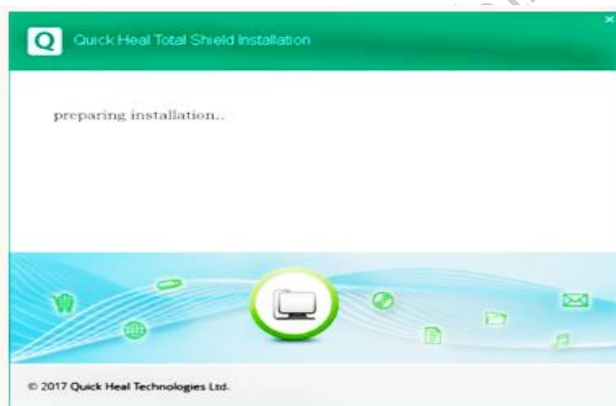 Q Quick Heal Total Shield Installation
preparing installation..
© 2017 Quick Heal Technologies Ltd.